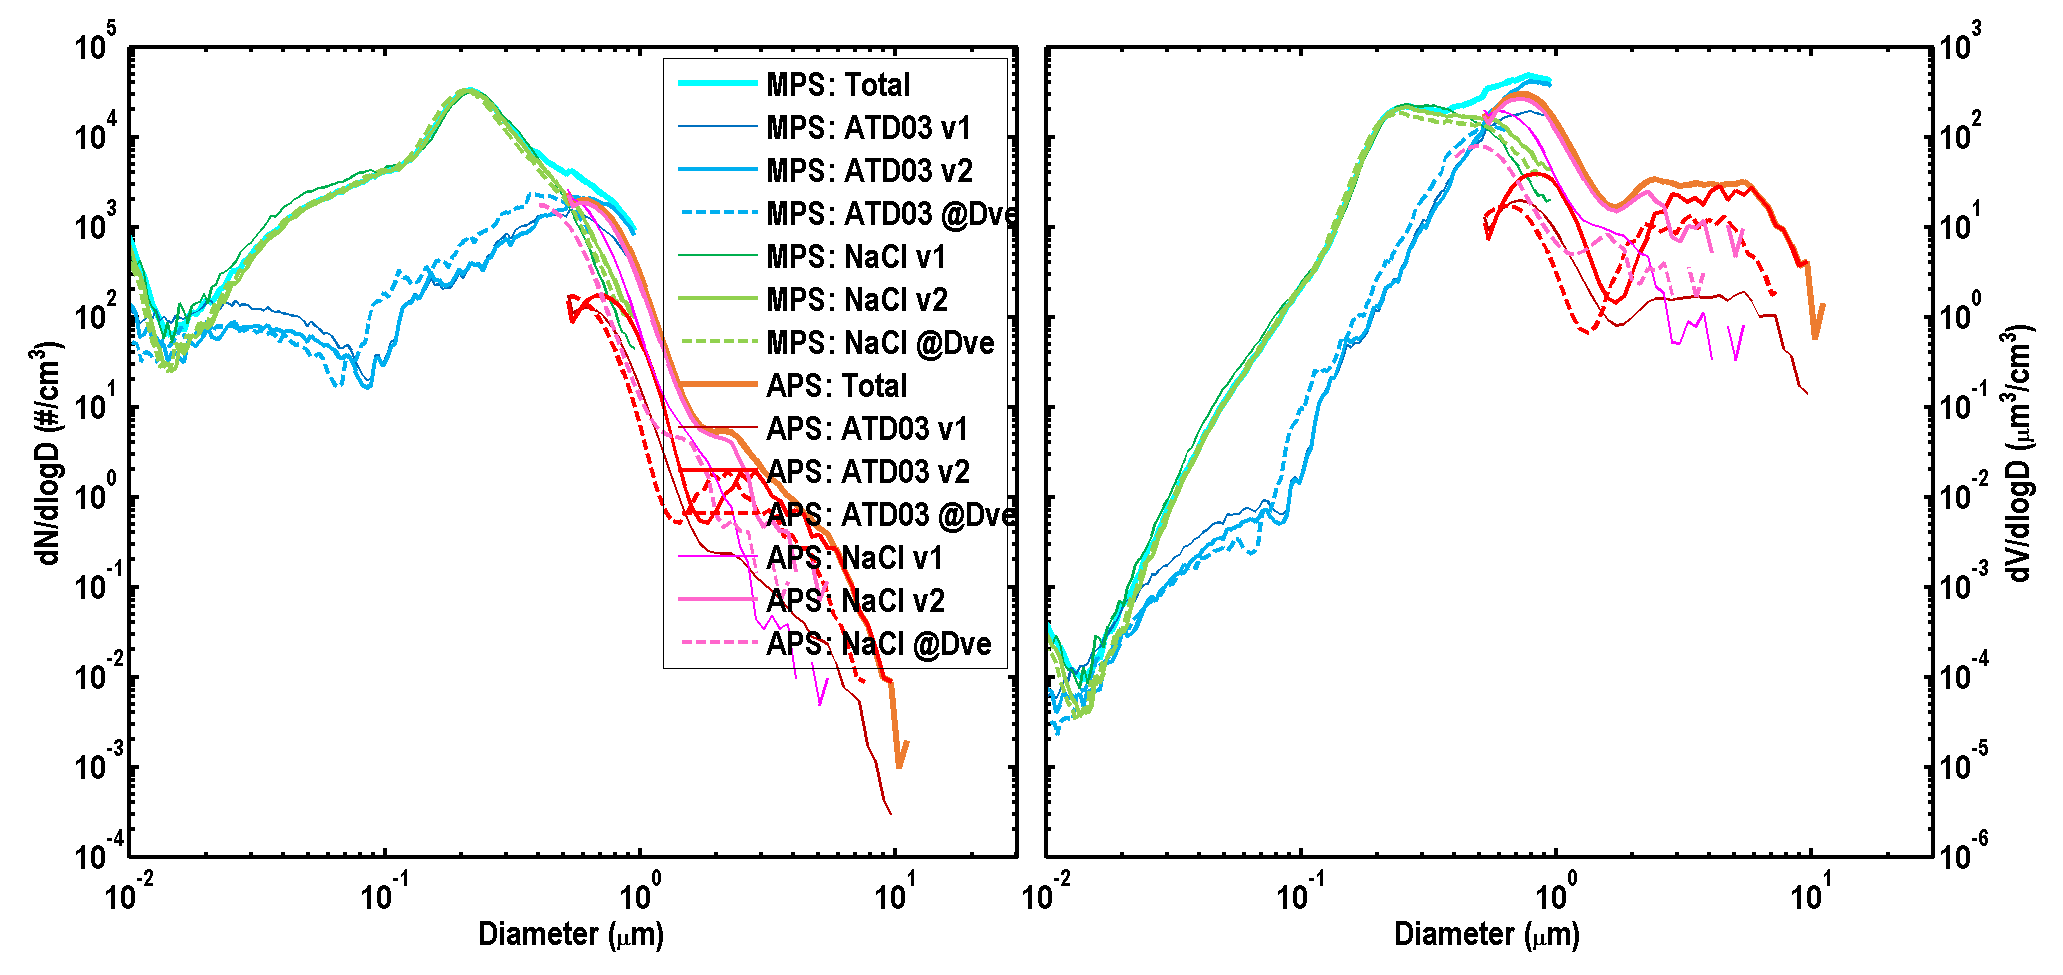 10^5
10^4
10^3
10^2
10^1
10^0
10^-1
10^-2
10^-3
10^-4
dN/dlogD (#/cm^3)
10^-2
10^-1
10^0
10^1
Diameter (μm)
MPS: Total
MPS: ATD03 v1
MPS: ATD03 v2
MPS: ATD03 @Dve
MPS: NaCl v1
MPS: NaCl v2
MPS: NaCl @Dve
APS: Total
APS: ATD03 v1
APS: ATD03 v2
APS: ATD03 @Dve
APS: NaCl v1
APS: NaCl v2
APS: NaCl @Dve
10^-2
10^-1
10^0
10^1
Diameter (μm)
10^3
10^2
10^1
10^0
10^-1
10^-2
10^-3
10^-4
10^-5
10^-6
dV/dlogD (μm^3/cm^3)